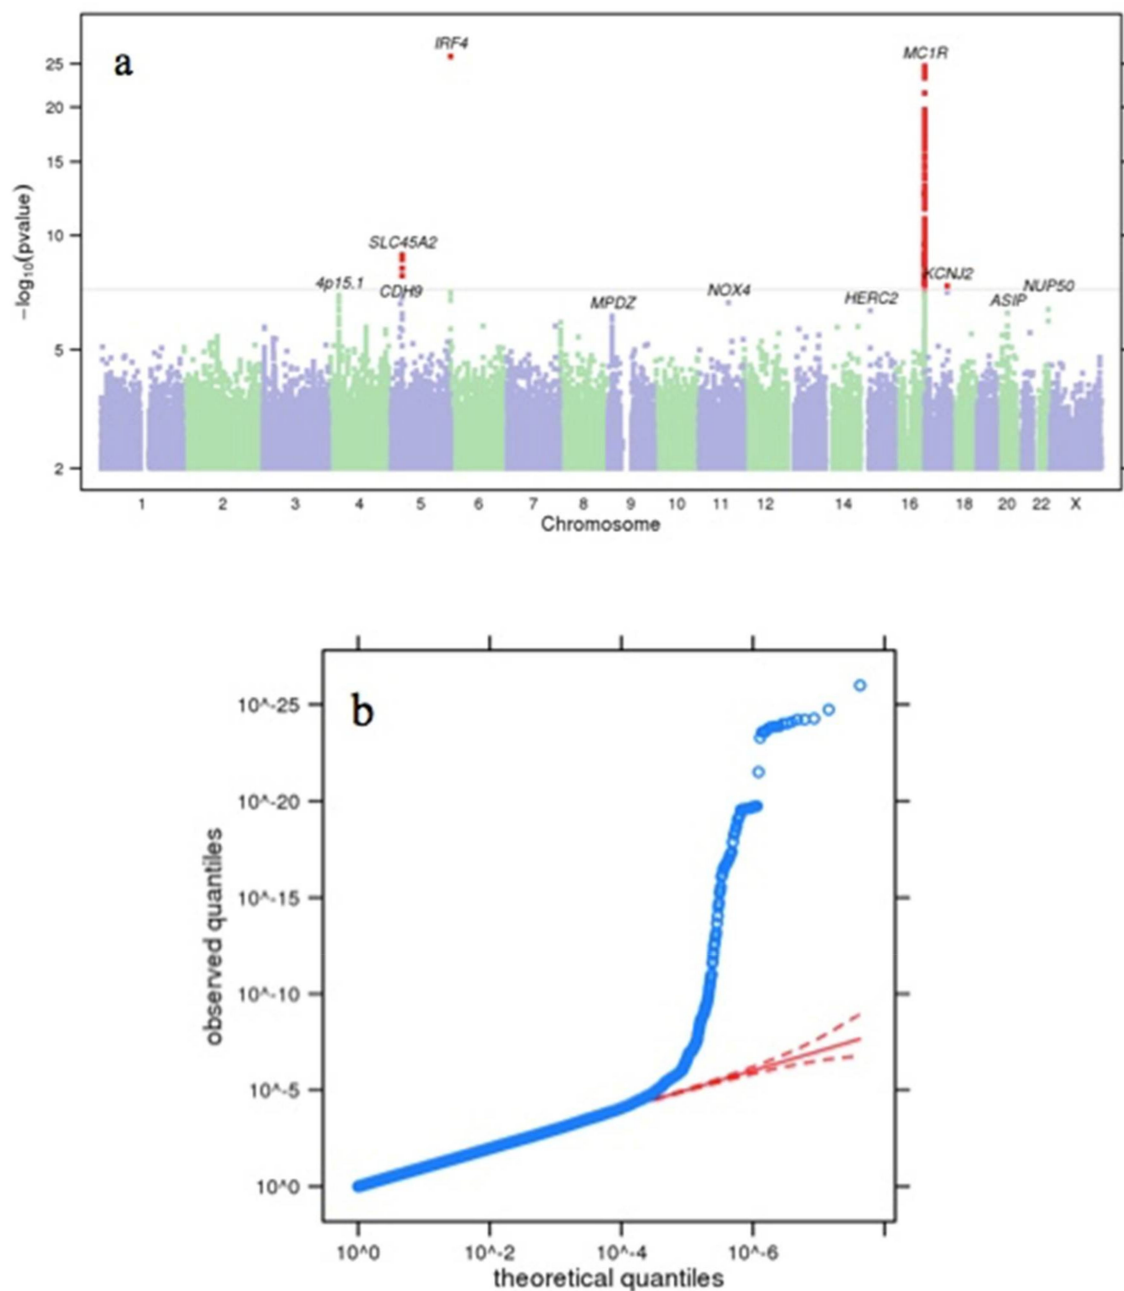 a
IRF4
MC1R
25
20
15
10
5
2
−log10(pvalue)
SLC45A2
4p15.1
CDH9
MPDZ
NOX4
HERC2
KCNJ2
ASIP
NUP50
1 2 3 4 5 6 7 8 9 10 11 12 14 16 18 20 22 X
Chromosome
b
10^-25
10^-20
10^-15
10^-10
10^-5
10^0
observed quantiles
10^0 10^-2 10^-4 10^-6
theoretical quantiles